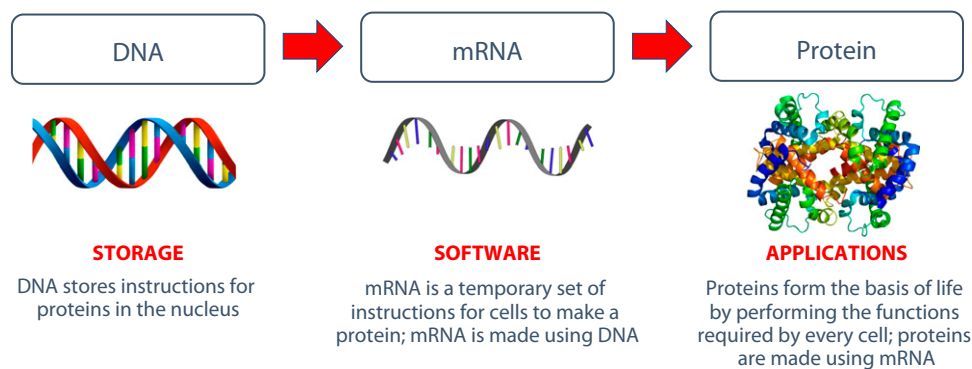 DNA
mRNA
Protein
STORAGE
DNA stores instructions for
proteins in the nucleus
SOFTWARE
mRNA is a temporary set of
instructions for cells to make a
protein; mRNA is made using DNA
APPLICATIONS
Proteins form the basis of life
by performing the functions
required by every cell; proteins
are made using mRNA